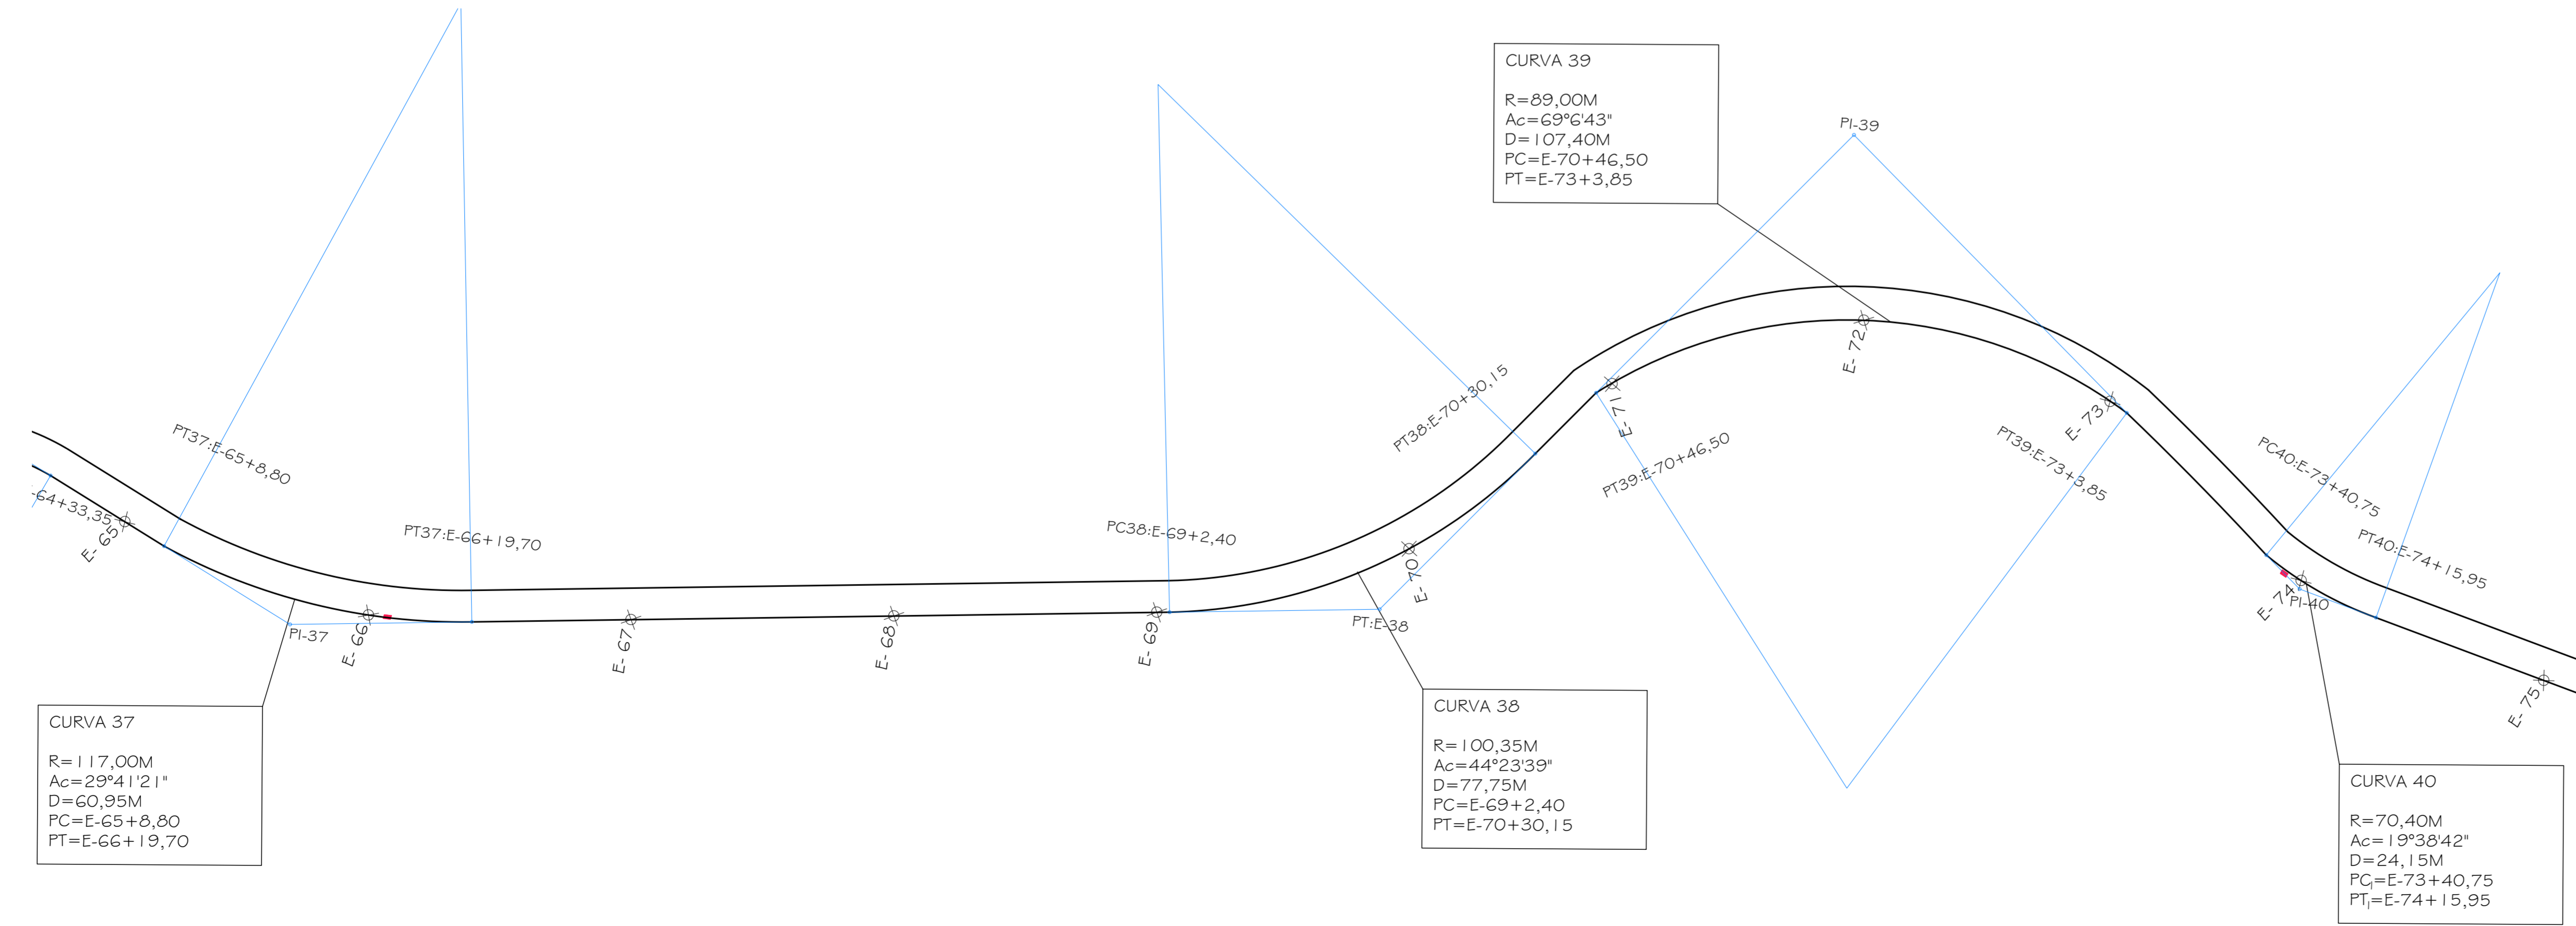 CURVA 39
R=89,00M
Ac=69°6'43"
D=107,40M
PC=E-70+46,50
PT=E-73+3,85
PI-39
E- 72
PT38:E-70+30,15
E- 71
PT39:E-70+46,50
E- 73
PT39:E-73+3,85
PC40:E-73+40,75
PT37:E-65+8,80
-64+33,35
E- 65
PT37:E-66+19,70
PC38:E-69+2,40
PT40:E-74+15,95
E- 70
E- 74
PI-40
PI-37
E- 66
E- 67
E- 68
E- 69
PT:E-38
E- 75
CURVA 37
R=117,00M
Ac=29°41'21"
D=60,95M
PC=E-65+8,80
PT=E-66+19,70
CURVA 38
R=100,35M
Ac=44°23'39"
D=77,75M
PC=E-69+2,40
PT=E-70+30,15
CURVA 40
R=70,40M
Ac=19°38'42"
D=24,15M
PC|=E-73+40,75
PT|=E-74+15,95